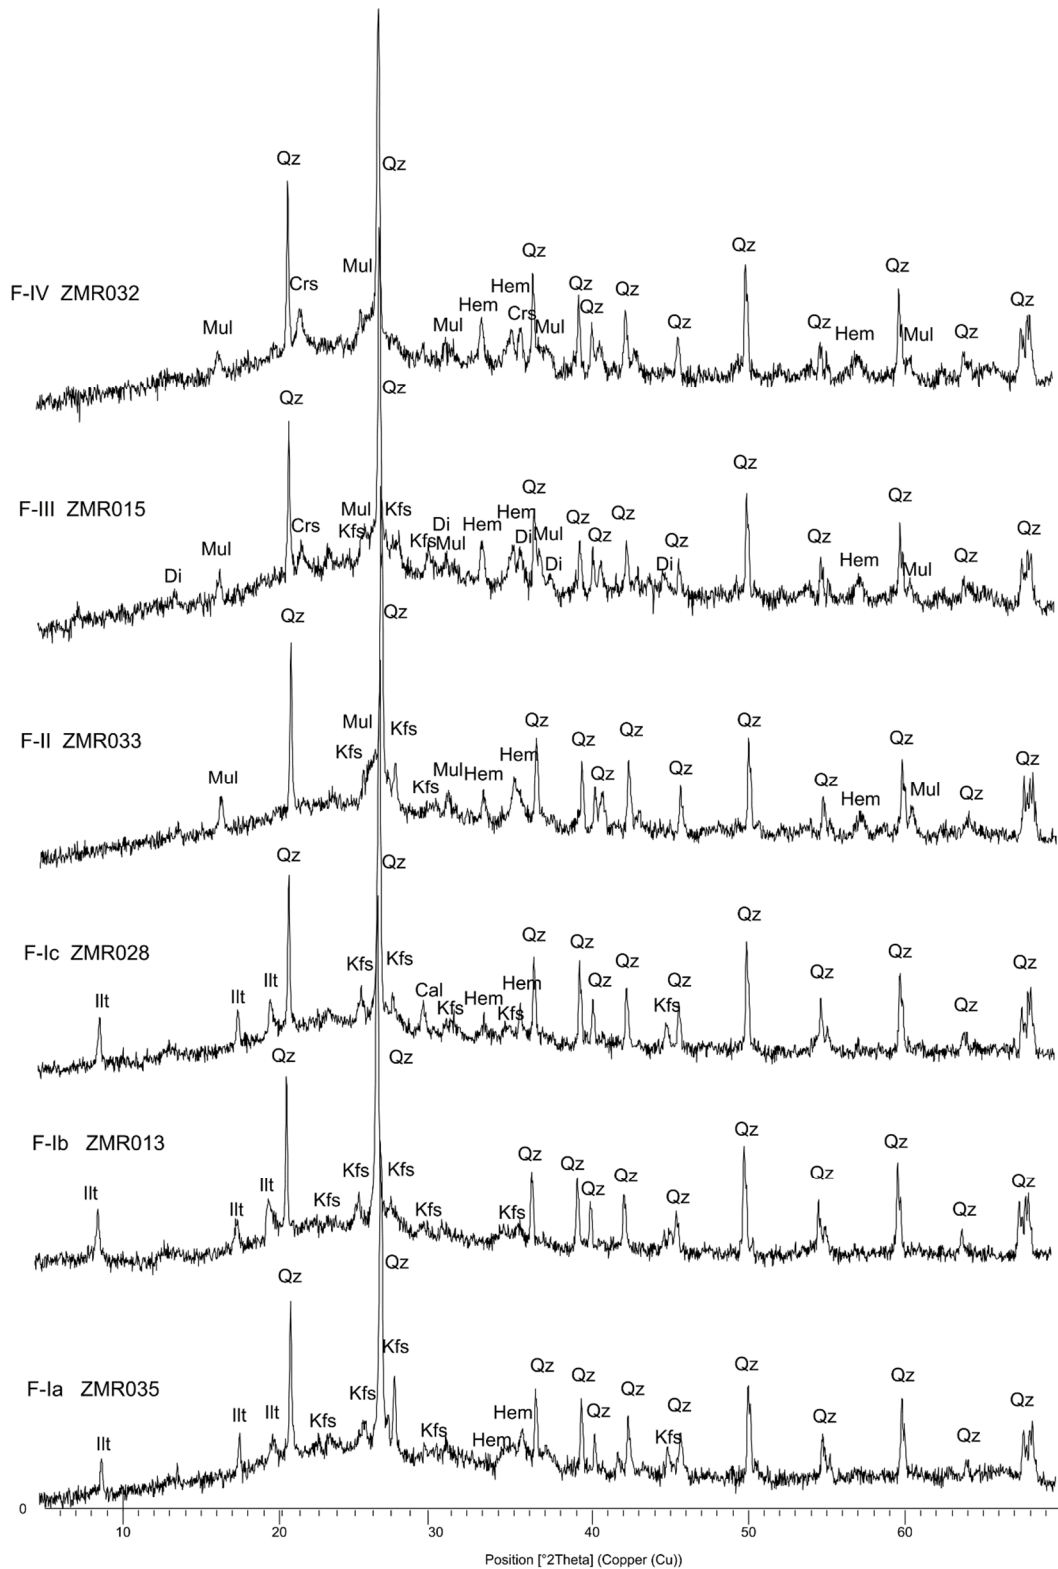 Qz
Qz
Qz
Mul
Crs
Qz
Hem
Qz
Qz
Qz
Qz
F-IV ZMR032
Mul
Hem
Mul
Crs
Mul
Qz
Qz
Hem
Mul
Qz
Qz
Qz
Qz
Qz
Qz
Mul
Kfs
Hem
Hem
Qz
Qz
Qz
Qz
F-III ZMR015
Crs
Kfs
Kfs
Di
Mul
Di
Mul
Qz
Qz
Qz
Qz
Mul
Di
Di
Di
Hem
Mul
Qz
Qz
Qz
Mul
Kfs
Qz
Qz
Qz
Qz
Qz
F-II ZMR033
Kfs
Hem
Qz
Qz
Qz
Qz
Mul
Kfs
Mul
Hem
Hem
Mul
Qz
Qz
Qz
Qz
Qz
Qz
Qz
Qz
F-Ic ZMR028
Kfs
Kfs
Qz
Qz
Qz
Qz
Ilt
Ilt
Ilt
Cal
Kfs
Hem
Kfs
Hem
Kfs
Qz
Qz
Qz
Qz
Qz
Qz
F-Ib ZMR013
Kfs
Kfs
Qz
Qz
Qz
Qz
Qz
Ilt
Ilt
Ilt
Kfs
Kfs
Kfs
Qz
Qz
Qz
Qz
Qz
Qz
Kfs
Qz
Qz
Qz
Qz
Qz
F-Ia ZMR035
Kfs
Qz
Qz
Qz
Ilt
Ilt
Ilt
Kfs
Kfs
Hem
Hem
Kfs
Qz
Qz
0
10
20
30
40
50
60
Position [°2Theta] (Copper (Cu))